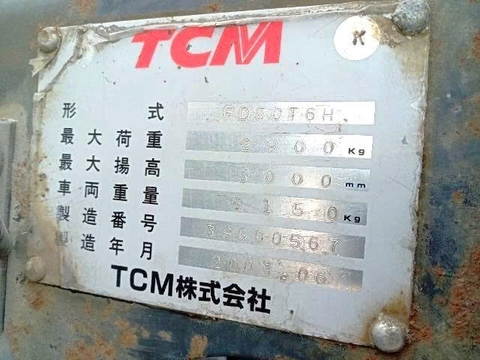 TCM
K
形式 FD30T6H
最大荷重 Kg
最大揚高 3000 mm
車両重量 Kg
製造番号
製造年月
TCM株式会社